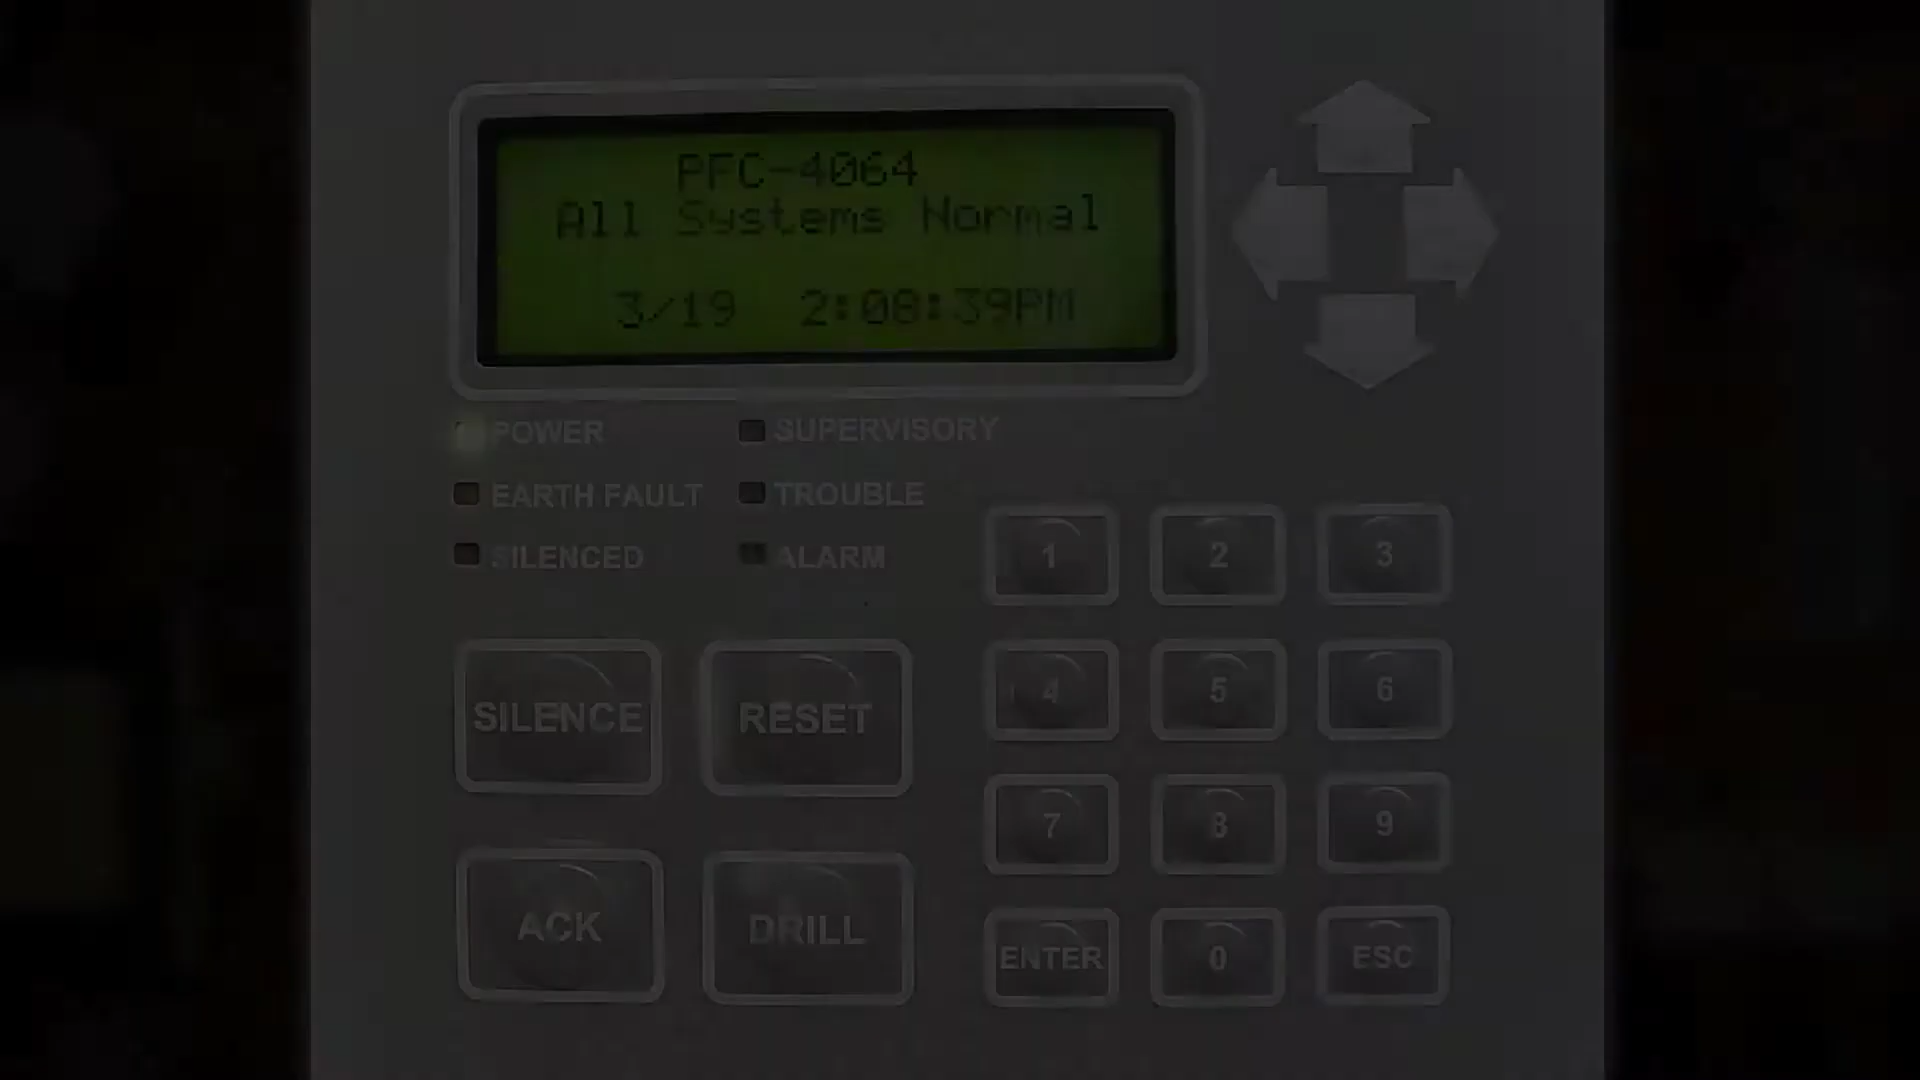 PFC-4064
All Systems Normal
3/19 2:08:39PM
POWER
SUPERVISORY
EARTH FAULT
TROUBLE
SILENCED
ALARM
1 2 3
SILENCE RESET
4 5 6
7 8 9
ACK DRILL
ENTER 0 ESC